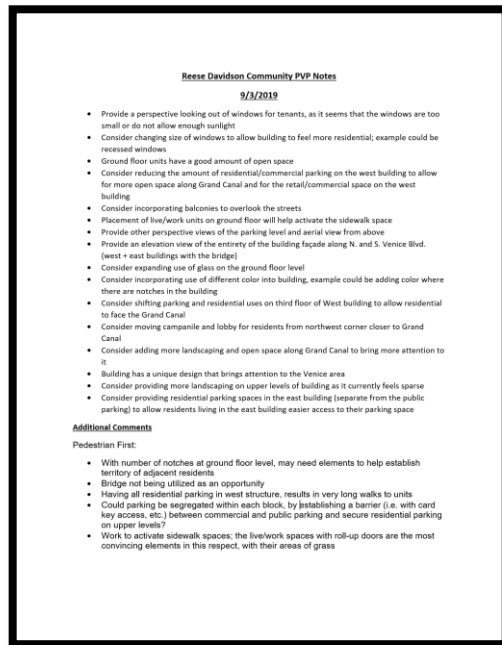 Reese Davidson Community PVP Notes
9/3/2019
• Provide a perspective looking out of windows for tenants, as it seems that the windows are too
small or do not allow enough sunlight
• Consider changing size of windows to allow building to feel more residential; example could be
recessed windows
• Ground floor units have a good amount of open space
• Consider reducing the amount of residential/commercial parking on the west building to allow
for more open space along Grand Canal and for the retail/commercial space on the west
building
• Consider incorporating balconies to overlook the streets
• Placement of live/work units on ground floor will help activate the sidewalk space
• Provide other perspective views of the parking level and aerial view from above
• Provide an elevation view of the entirety of the building façade along N. and S. Venice Blvd.
(west + east buildings with the bridge)
• Consider expanding use of glass on the ground floor level
• Consider incorporation use of different color into building, example could be adding color where
there are notches in the building
• Consider shifting parking and residential uses on third floor of West building to allow residential
to face the Grand Canal
• Consider moving campanile and lobby for residents from northwest corner closer to Grand
Canal
• Consider adding more landscaping and open space along Grand Canal to bring more attention to
it
• Building has a unique design that brings attention to the Venice area
• Consider providing more landscaping on upper levels of building as it currently feels sparse
• Consider providing residential parking spaces in the east building (separate from the public
parking) to allow residents living in the east building easier access to their parking space
Additional Comments
Pedestrian First:
• With number of notches at ground floor level, may need elements to help establish
territory of adjacent residents
• Bridge not being utilized as an opportunity
• Having all residential parking in west structure, results in very long walks to units
• Could parking be segregated within each block, by establishing a barrier (i.e. with card
key access, etc.) between commercial and public parking and secure residential parking
on upper levels?
• Work to activate sidewalk spaces; the live/work spaces with roll-up doors are the most
convincing elements in this respect, with their areas of grass